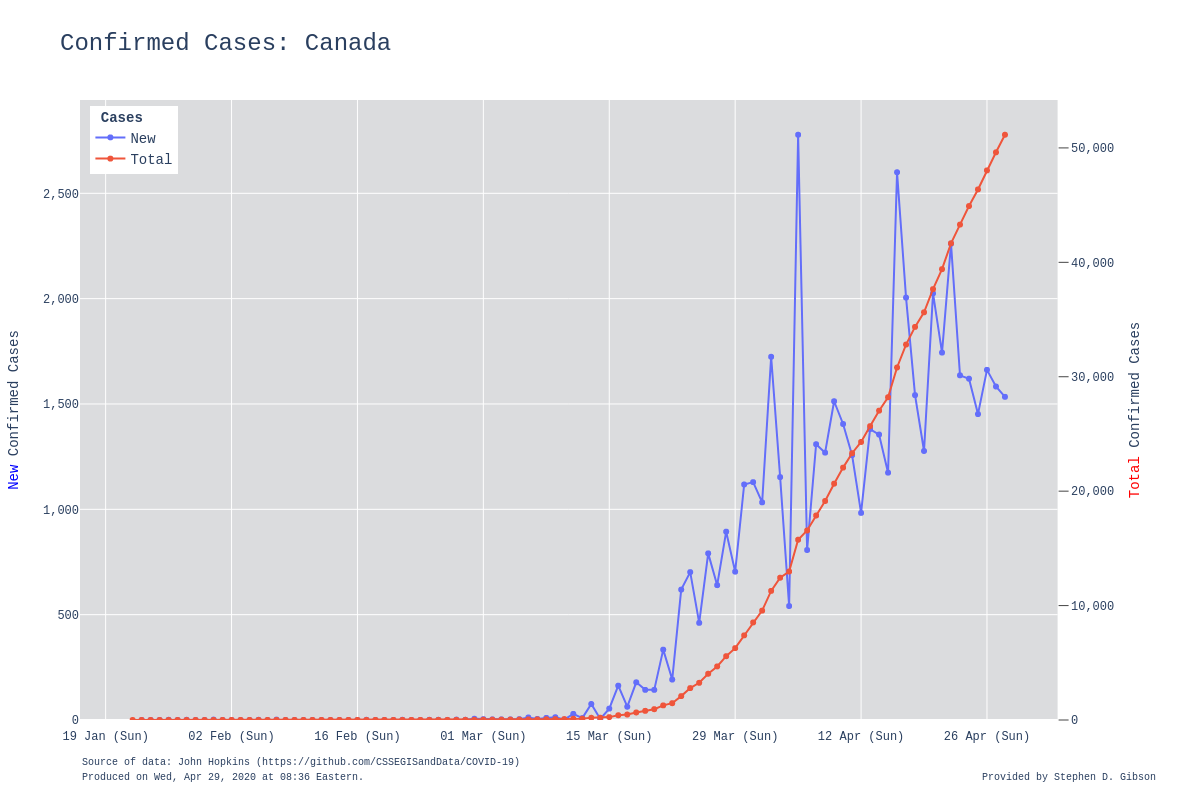 Confirmed Cases: Canada
Cases
New
Total
2,500
2,000
1,500
1,000
500
0
50,000
40,000
30,000
20,000
10,000
0
New Confirmed Cases
Total Confirmed Cases
19 Jan (Sun) 02 Feb (Sun) 16 Feb (Sun) 01 Mar (Sun) 15 Mar (Sun) 29 Mar (Sun) 12 Apr (Sun) 26 Apr (Sun)
Source of data: John Hopkins (https://github.com/CSSEGISandData/COVID-19)
Produced on Wed, Apr 29, 2020 at 08:36 Eastern.
Provided by Stephen D. Gibson